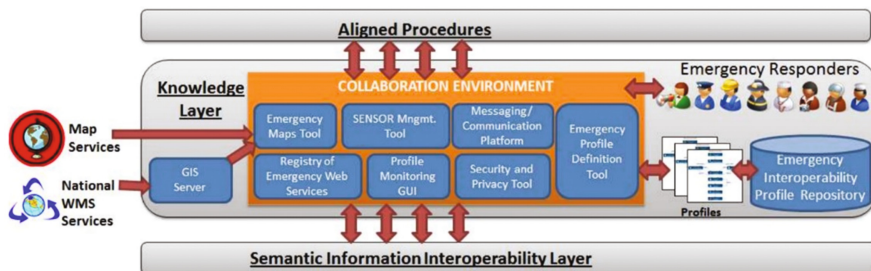 Aligned Procedures
Knowledge
Layer
COLLABORATION ENVIRONMENT
Emergency Responders
Map
Services
Emergency
Maps Tool
SENSOR Mngmt.
Tool
Messaging/
Communication
Platform
Emergency
Profile
Definition
Tool
National
WMS
Services
GIS
Server
Registry of
Emergency Web
Services
Profile
Monitoring
GUI
Security and
Privacy Tool
Profiles
Emergency
Interoperability
Profile Repository
Semantic Information Interoperability Layer